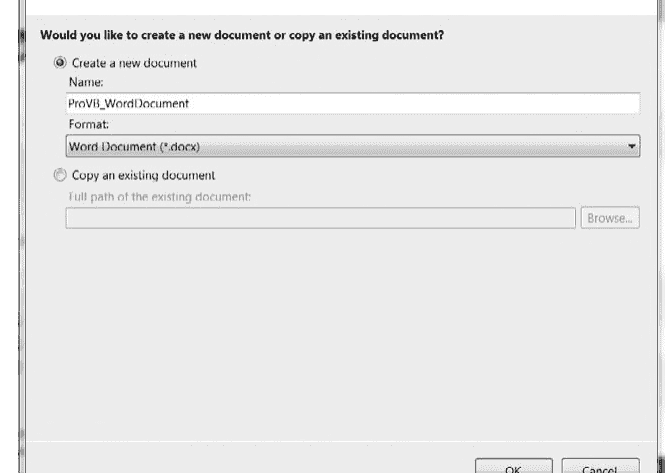 Would you like to create a new document or copy an existing document?
Create a new document
Name:
ProVB_WordDocument
Format:
Word Document (*.docx)
Copy an existing document
Full path of the existing document:
Browse...
OK
Cancel